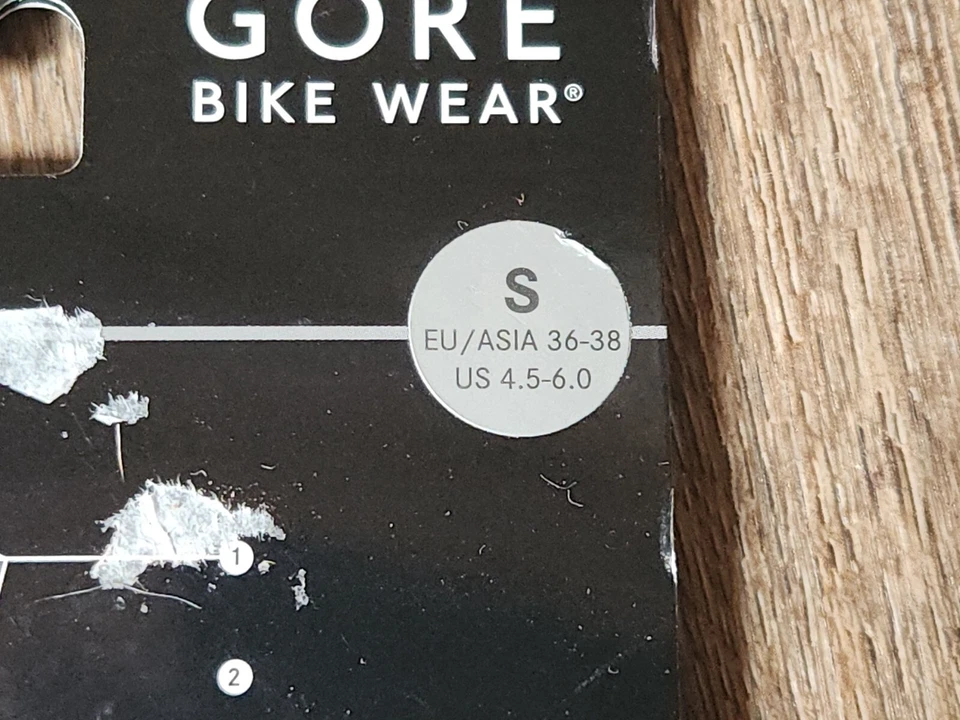 GORE
BIKE WEAR®
S
EU/ASIA 36-38
US 4.5-6.0
1
2